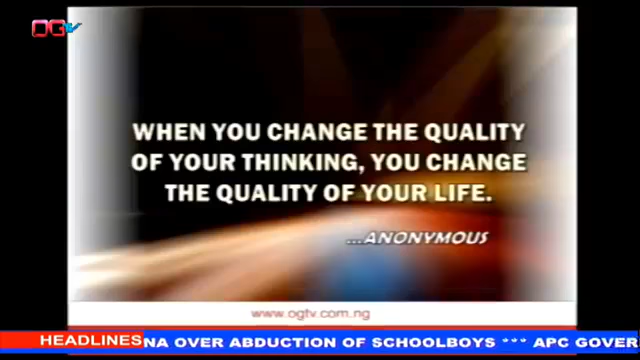 OGTV
WHEN YOU CHANGE THE QUALITY
OF YOUR THINKING, YOU CHANGE
THE QUALITY OF YOUR LIFE.
...ANONYMOUS
www.ogtv.com.ng
HEADLINES NA OVER ABDUCTION OF SCHOOLBOYS *** APC GOVER